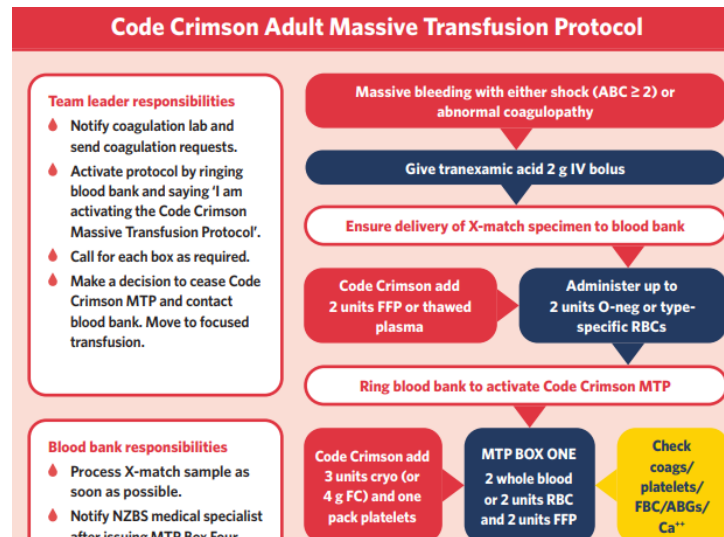 Code Crimson Adult Massive Transfusion Protocol
Team leader responsibilities
Notify coagulation lab and
send coagulation requests.
Activate protocol by ringing
blood bank and saying ‘I am
activating the Code Crimson
Massive Transfusion Protocol’.
Call for each box as required.
Make a decision to cease Code
Crimson MTP and contact
blood bank. Move to focused
transfusion.
Blood bank responsibilities
Process X-match sample as
soon as possible.
Notify NZBS medical specialist
after issuing MTP Box Four
Massive bleeding with either shock (ABC ≥ 2) or
abnormal coagulopathy
Give tranexamic acid 2 g IV bolus
Ensure delivery of X-match specimen to blood bank
Code Crimson add
2 units FFP or thawed
plasma
Administer up to
2 units O-neg or type-
specific RBCs
Ring blood bank to activate Code Crimson MTP
Code Crimson add
3 units cryo (or
4 g FC) and one
pack platelets
MTP BOX ONE
2 whole blood
or 2 units RBC
and 2 units FFP
Check
coags/
platelets/
FBC/ABGs/
Ca⁺⁺